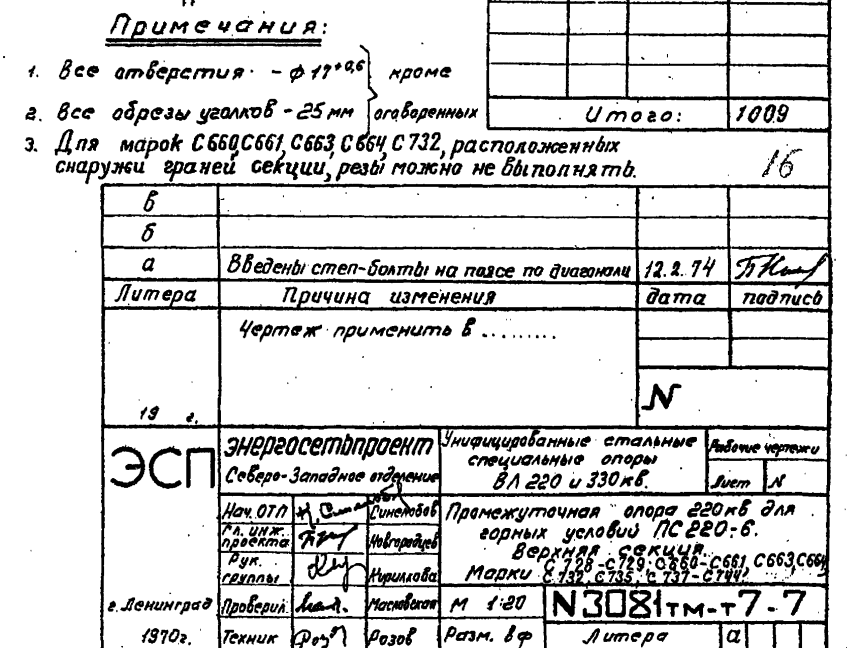 Примечания:
1. Все отверстия - ф 17+0,6 } кроме
2. Все обрезы уголков - 25 мм } оговоренных
Итого: 1009
3. Для марок С660, С661, С663, С664, С732, расположенных
снаружи граней секции, резы можно не выполнять.
16
в
б
а Введены степ-болты на поясе по диагонали 12.2.74
Литера Причина изменения дата подпись
Чертеж применить в .........
N
19 г.
ЭСП
Энергосетьпроект
Северо-Западное отделение
Унифицированные стальные
специальные опоры
ВЛ 220 и 330 кв.
Рабочие чертежи
Лист N
Нач. ОТП Синелобов
Гл. инж. проекта Новгородцев
Рук. группы Кириллова
Промежуточная опора 220 кв для
горных условий ПС 220-6.
Верхняя секция.
Марки С728-С729, С660-С661, С663, С664
С732, С735, С737-С744
г. Ленинград Проверил Масковская М 1:20 N3081тм-т7-7
1970г. Техник Розов Разм. в ф Литера а